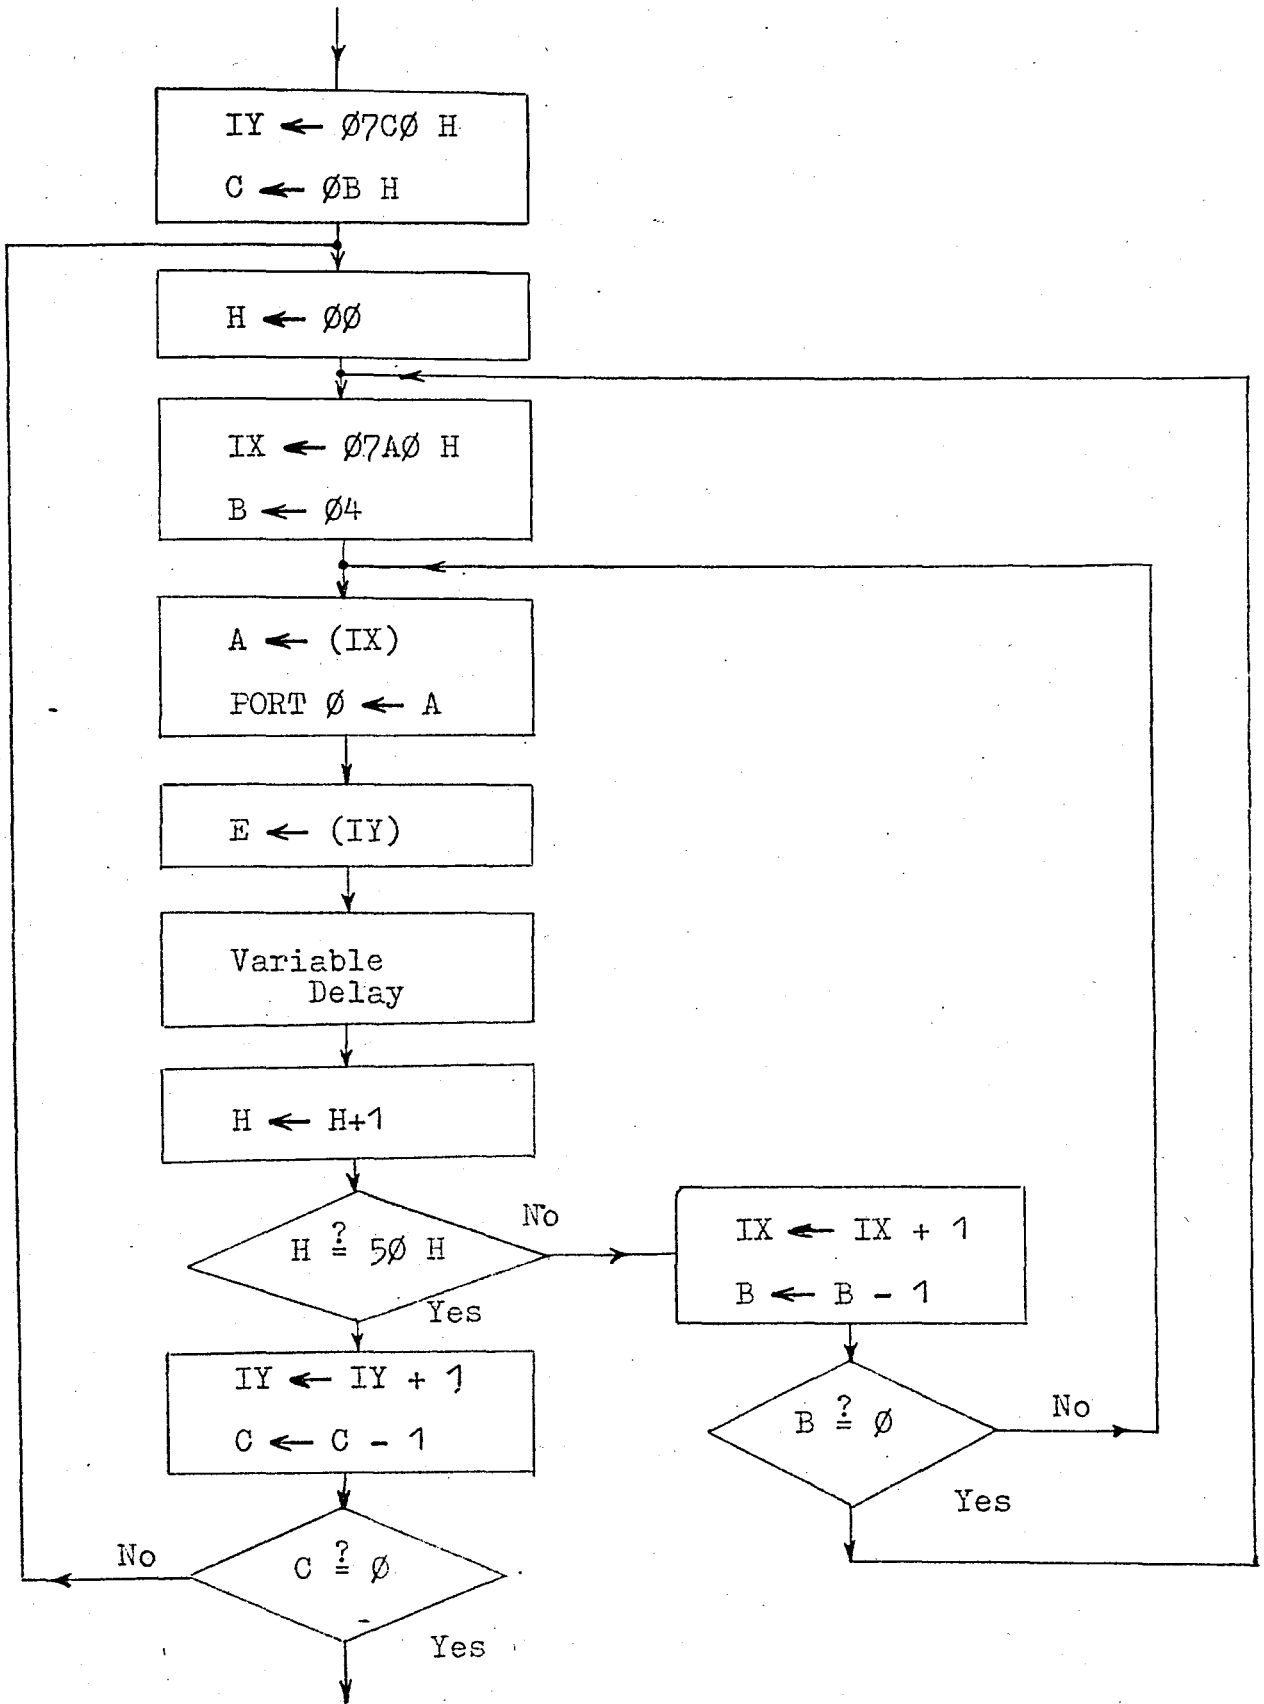 IY ← Ø7CØ H
C ← ØB H
H ← ØØ
IX ← Ø7AØ H
B ← Ø4
A ← (IX)
PORT Ø ← A
E ← (IY)
Variable
Delay
H ← H+1
H ≟ 5Ø H
No
Yes
IX ← IX + 1
B ← B - 1
B ≟ Ø
No
Yes
IY ← IY + 1
C ← C - 1
C ≟ Ø
No
Yes